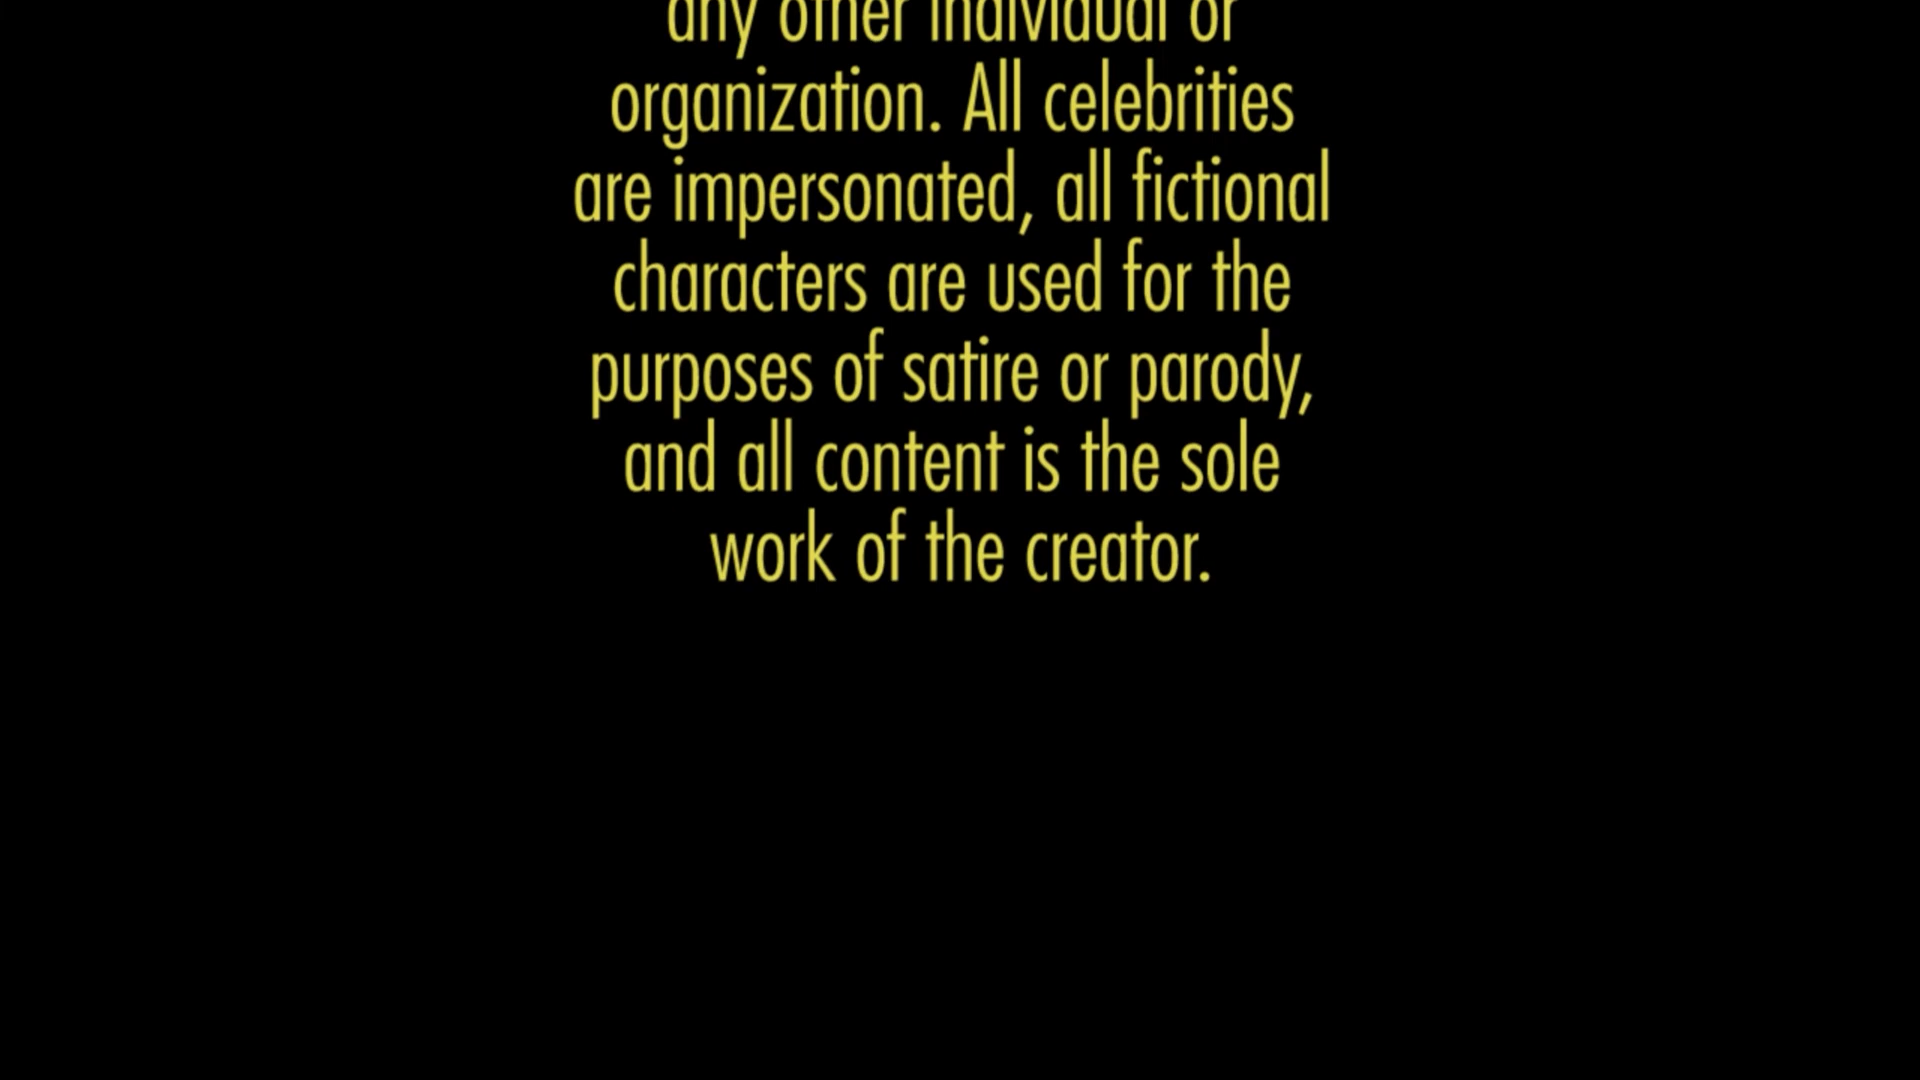 any other individual or
organization. All celebrities
are impersonated, all fictional
characters are used for the
purposes of satire or parody,
and all content is the sole
work of the creator.